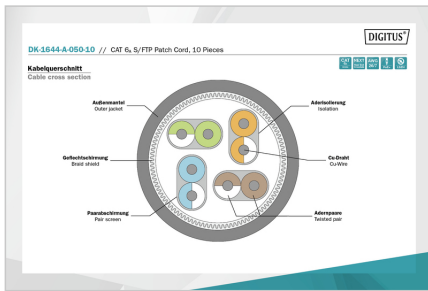 DIGITUS®
DK-1644-A-050-10 // CAT 6A S/FTP Patch Cord, 10 Pieces
Kabelquerschnitt
Cable cross section
Außenmantel
Outer jacket
Aderisolierung
Isolation
Geflechtschirmung
Braid shield
Cu-Draht
Cu-Wire
Paarabschirmung
Pair screen
Adernpaare
Twisted pair